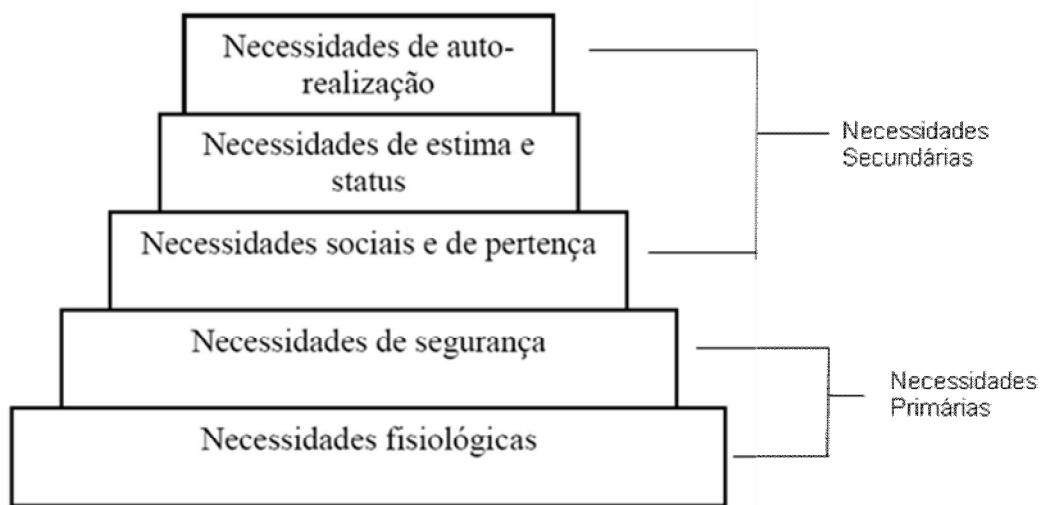 Necessidades de auto-
realização
Necessidades de estima e
status
Necessidades sociais e de pertença
Necessidades de segurança
Necessidades fisiológicas
Necessidades
Secundárias
Necessidades
Primárias